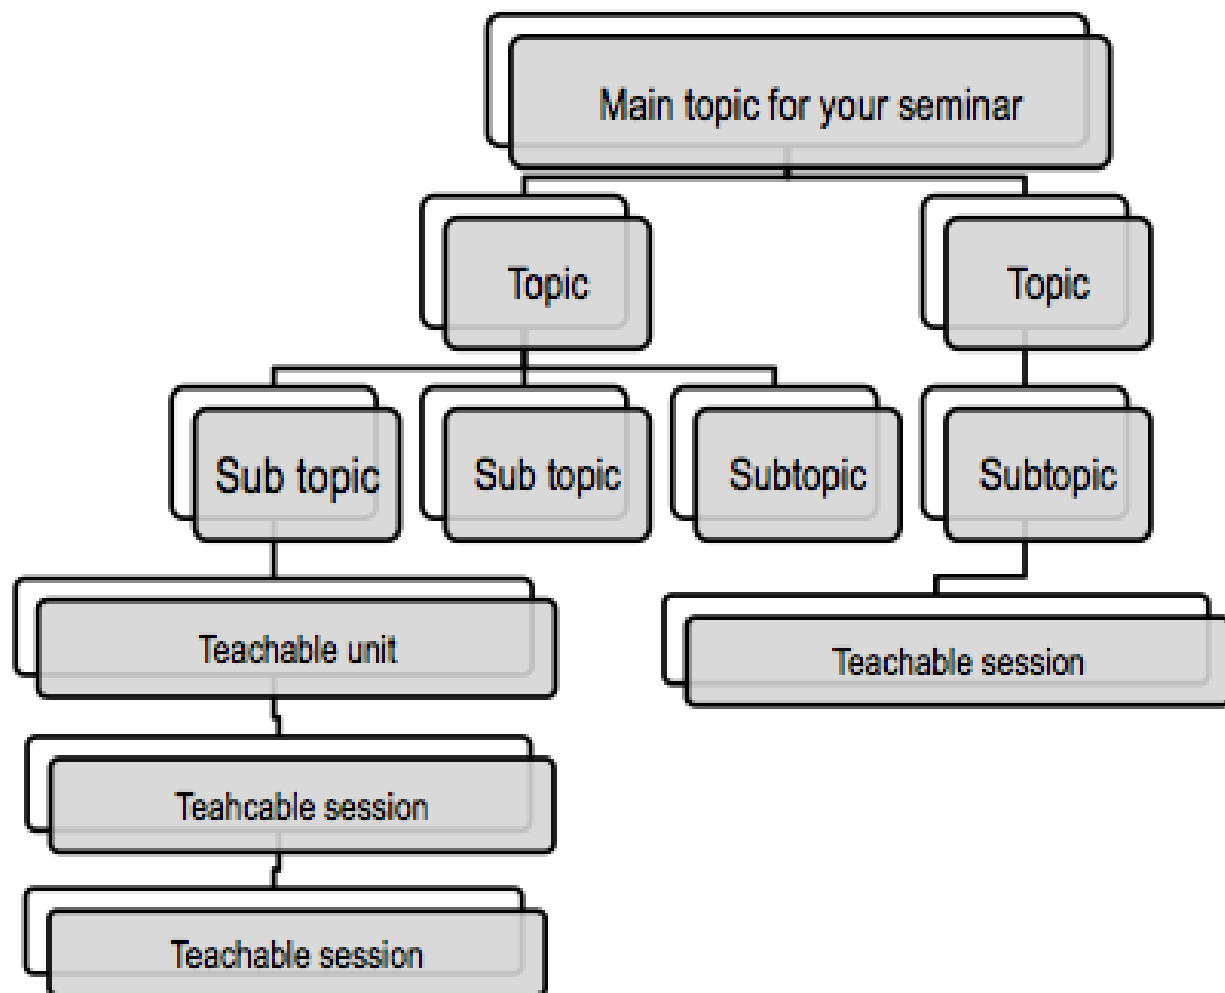 Main topic for your seminar
Topic
Topic
Sub topic
Sub topic
Subtopic
Subtopic
Teachable unit
Teachable session
Teahcable session
Teachable session